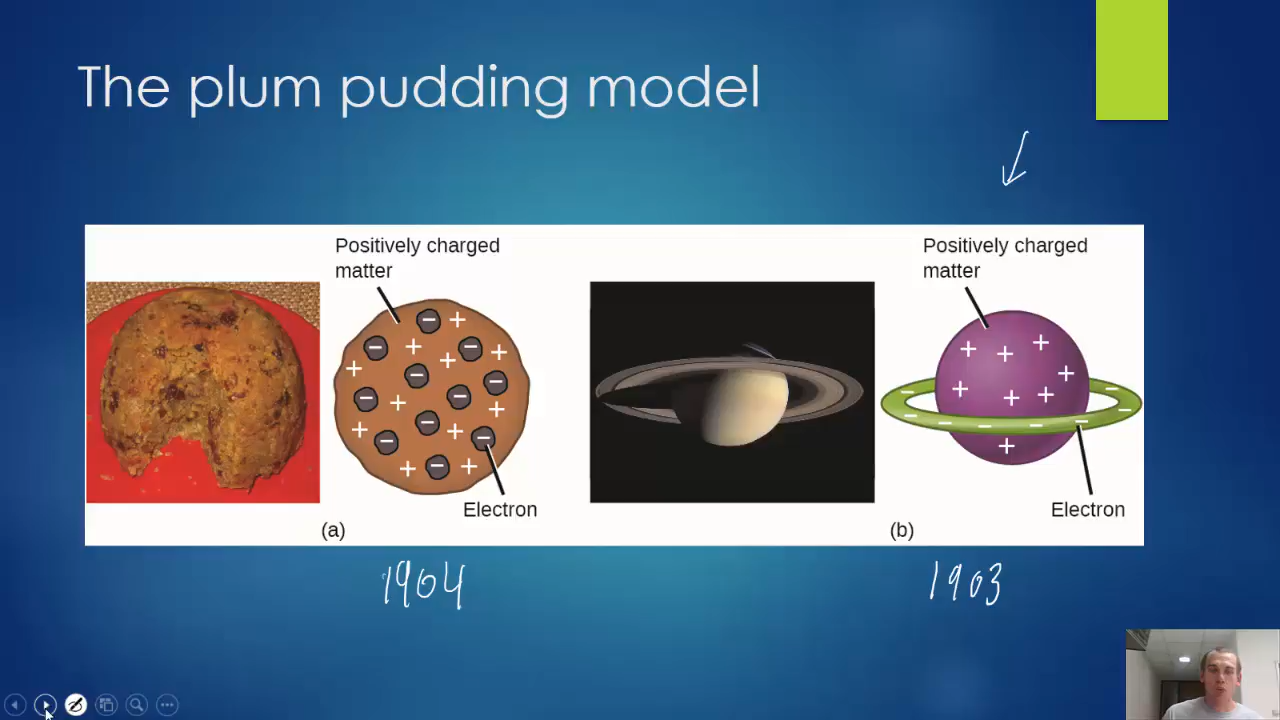 The plum pudding model
Positively charged
matter
Electron
(a)
Positively charged
matter
Electron
(b)
1904
1903